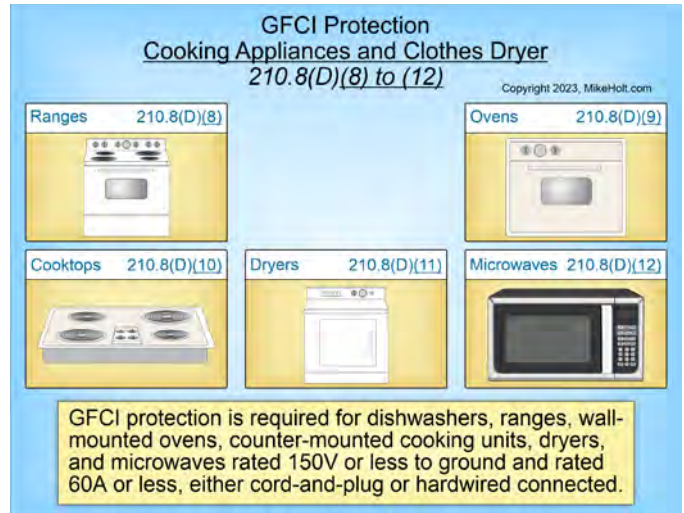 GFCI Protection
Cooking Appliances and Clothes Dryer
210.8(D)(8) to (12)
Copyright 2023, MikeHolt.com
Ranges 210.8(D)(8)
Ovens 210.8(D)(9)
Cooktops 210.8(D)(10)
Dryers 210.8(D)(11)
Microwaves 210.8(D)(12)
GFCI protection is required for dishwashers, ranges, wall-
mounted ovens, counter-mounted cooking units, dryers,
and microwaves rated 150V or less to ground and rated
60A or less, either cord-and-plug or hardwired connected.